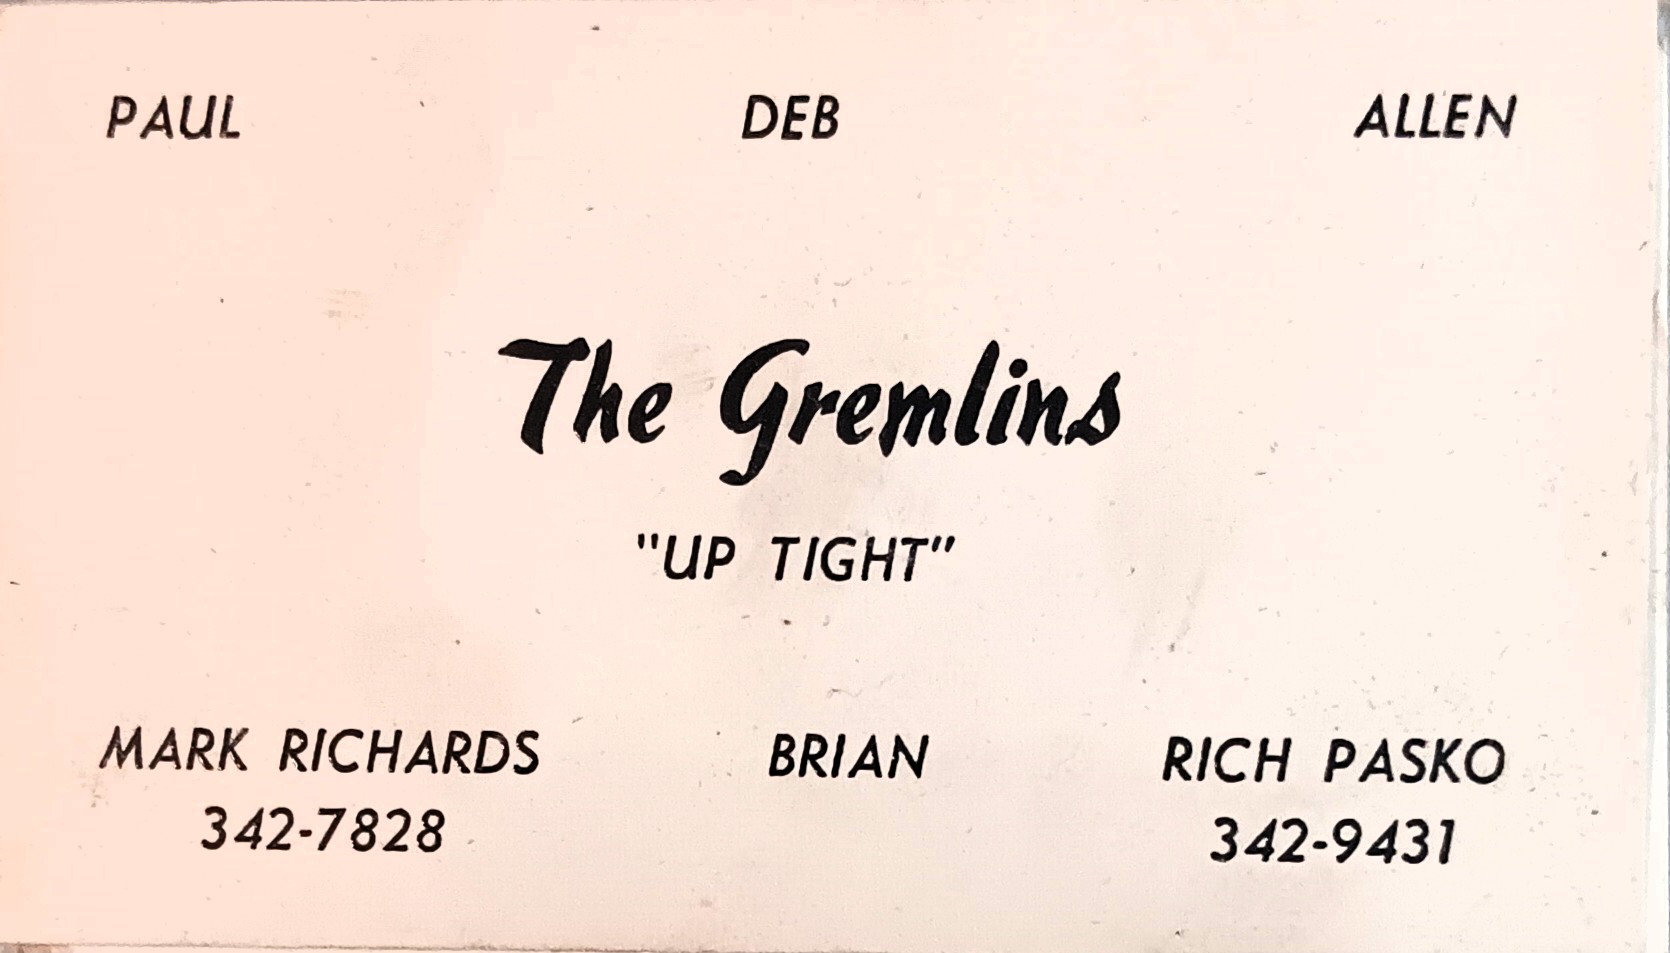 PAUL DEB ALLEN
The Gremlins
"UP TIGHT"
MARK RICHARDS BRIAN RICH PASKO
342-7828 342-9431